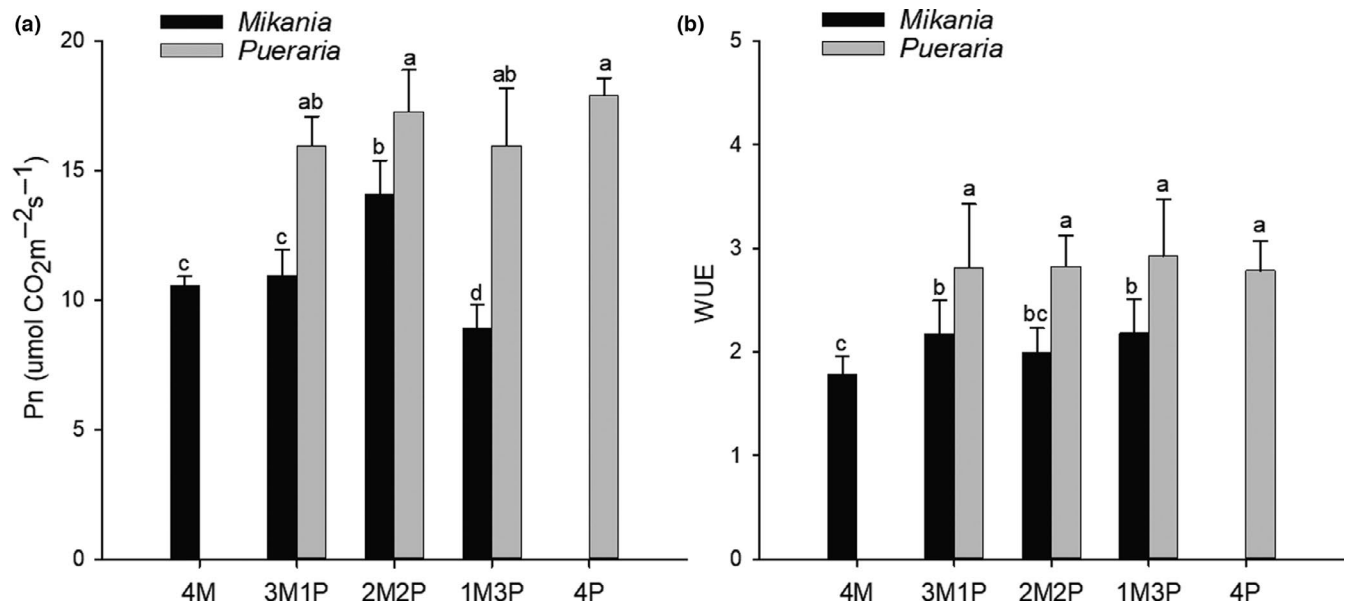 (a)
Mikania
Pueraria
20
15
10
5
0
Pn (umol CO₂m⁻²s⁻¹)
c
c
ab
b
a
d
ab
a
4M 3M1P 2M2P 1M3P 4P
(b)
Mikania
Pueraria
5
4
3
2
1
0
WUE
c
b
a
bc
a
b
a
a
4M 3M1P 2M2P 1M3P 4P